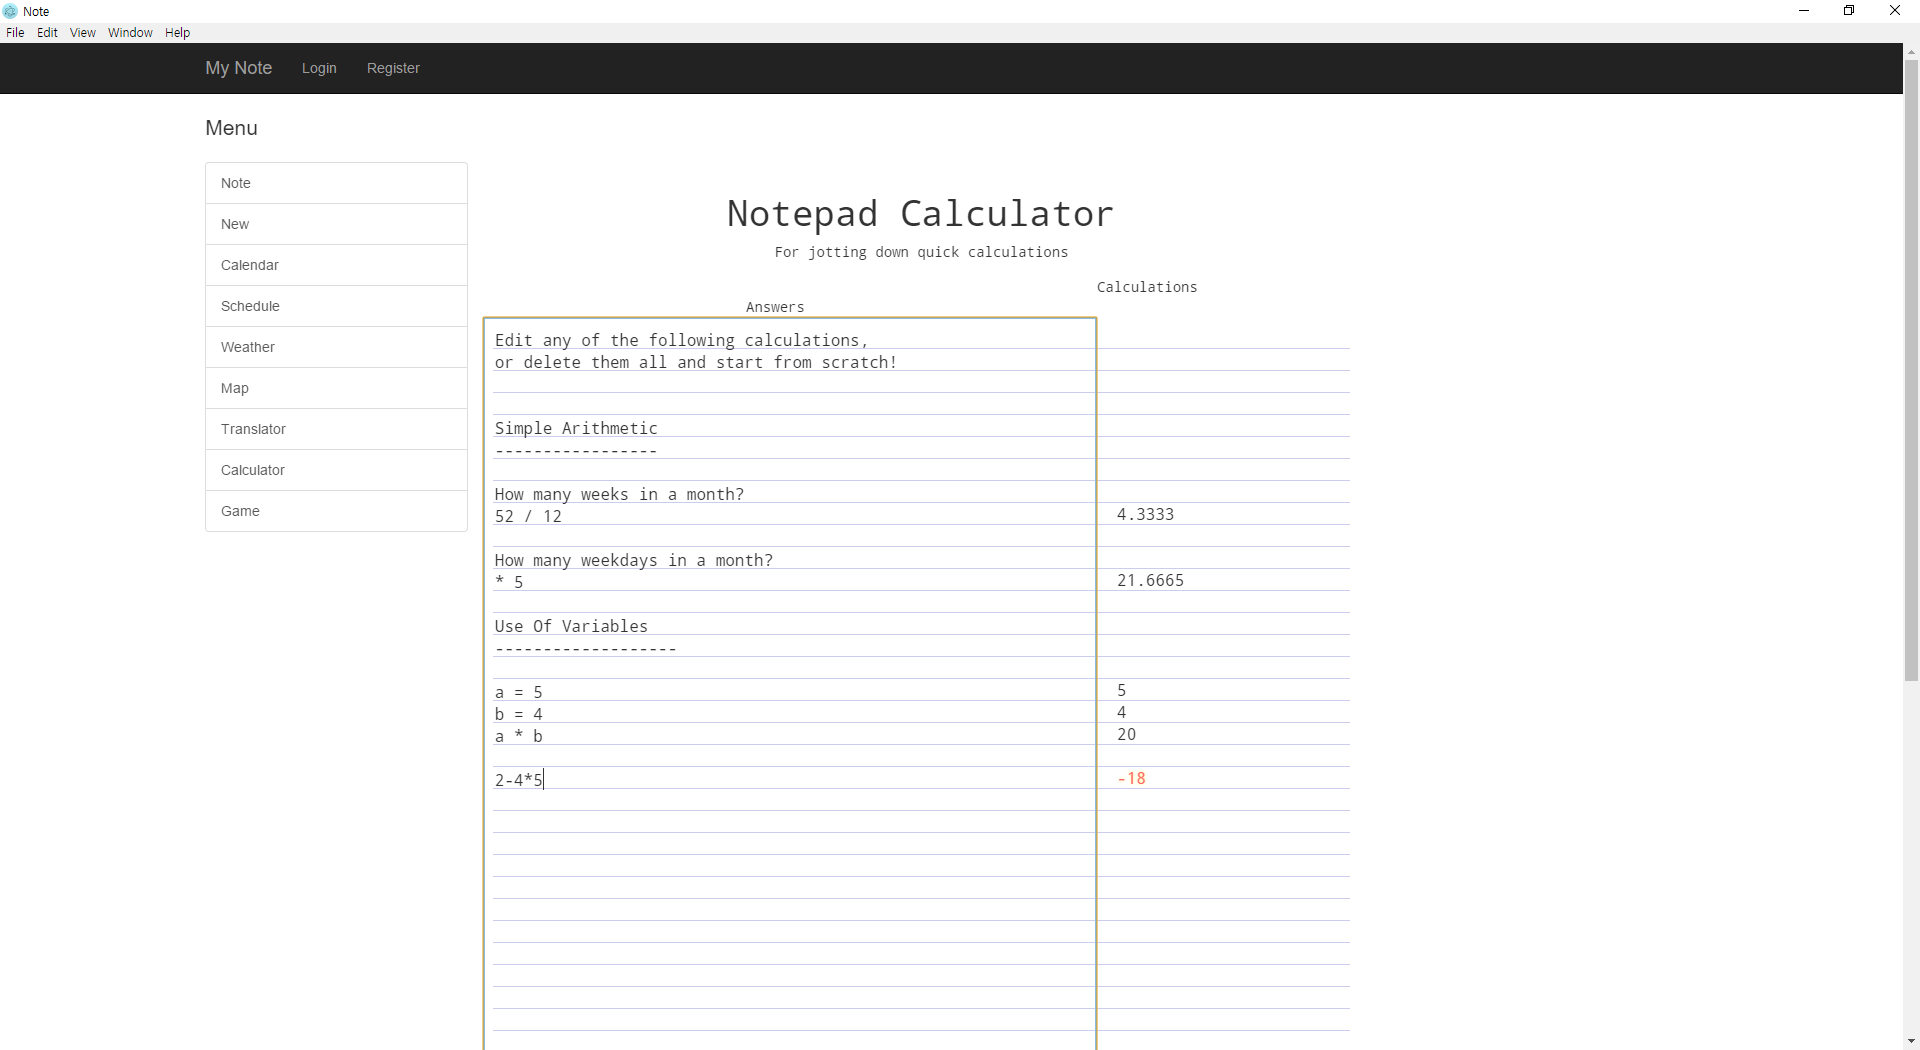 Note
File Edit View Window Help
My Note Login Register
Menu
Note
New
Calendar
Schedule
Weather
Map
Translator
Calculator
Game
Notepad Calculator
For jotting down quick calculations
Calculations
Answers
Edit any of the following calculations,
or delete them all and start from scratch!
Simple Arithmetic
-----------------
How many weeks in a month?
52 / 12 4.3333
How many weekdays in a month?
* 5 21.6665
Use Of Variables
-------------------
a = 5 5
b = 4 4
a * b 20
2-4*5 -18